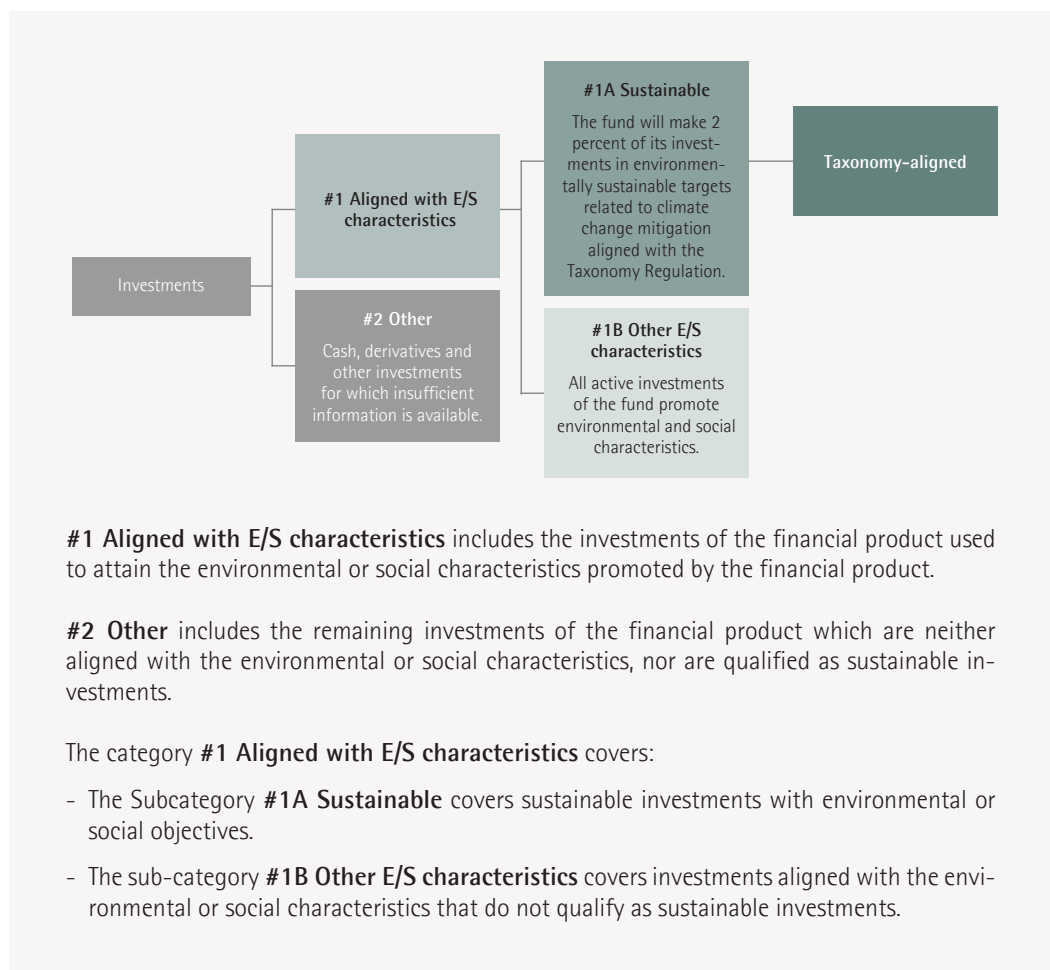 #1A Sustainable
The fund will make 2
percent of its invest-
ments in environmen-
tally sustainable targets
related to climate
change mitigation
aligned with the
Taxonomy Regulation.
Taxonomy-aligned
#1 Aligned with E/S
characteristics
Investments
#2 Other
Cash, derivatives and
other investments
for which insufficient
information is available.
#1B Other E/S
characteristics
All active investments
of the fund promote
environmental and social
characteristics.
#1 Aligned with E/S characteristics includes the investments of the financial product used
to attain the environmental or social characteristics promoted by the financial product.
#2 Other includes the remaining investments of the financial product which are neither
aligned with the environmental or social characteristics, nor are qualified as sustainable in-
vestments.
The category #1 Aligned with E/S characteristics covers:
- The Subcategory #1A Sustainable covers sustainable investments with environmental or
social objectives.
- The sub-category #1B Other E/S characteristics covers investments aligned with the envi-
ronmental or social characteristics that do not qualify as sustainable investments.